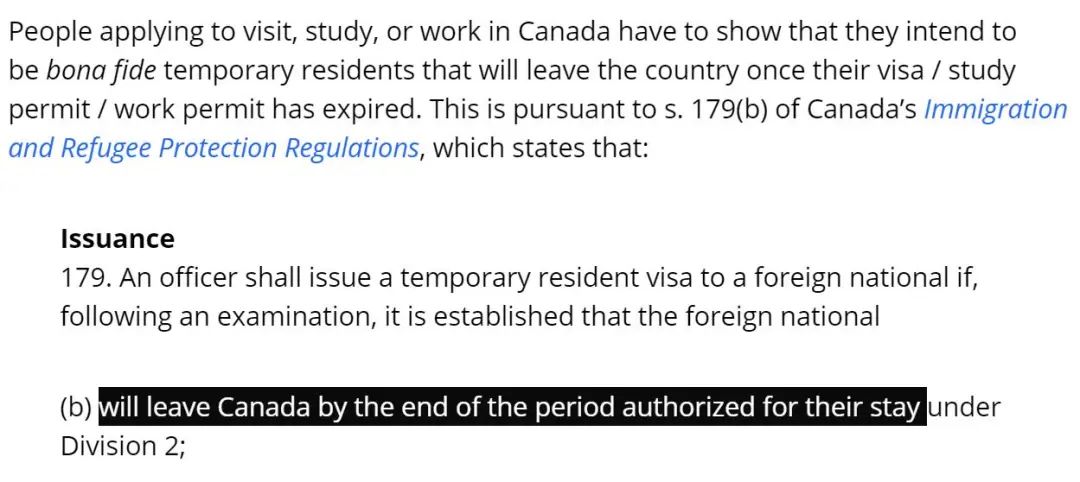 People applying to visit, study, or work in Canada have to show that they intend to
be bona fide temporary residents that will leave the country once their visa / study
permit / work permit has expired. This is pursuant to s. 179(b) of Canada’s Immigration
and Refugee Protection Regulations, which states that:
Issuance
179. An officer shall issue a temporary resident visa to a foreign national if,
following an examination, it is established that the foreign national
(b) will leave Canada by the end of the period authorized for their stay under
Division 2;